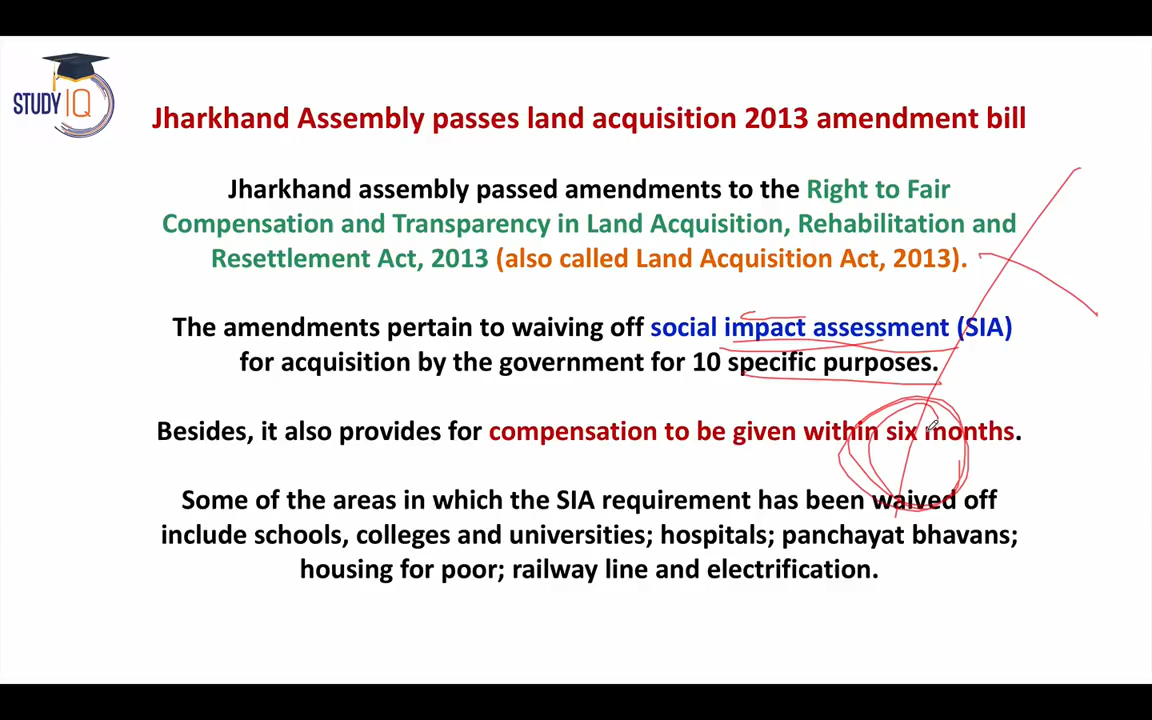 STUDY IQ
Jharkhand Assembly passes land acquisition 2013 amendment bill
Jharkhand assembly passed amendments to the Right to Fair
Compensation and Transparency in Land Acquisition, Rehabilitation and
Resettlement Act, 2013 (also called Land Acquisition Act, 2013).
The amendments pertain to waiving off social impact assessment (SIA)
for acquisition by the government for 10 specific purposes.
Besides, it also provides for compensation to be given within six months.
Some of the areas in which the SIA requirement has been waived off
include schools, colleges and universities; hospitals; panchayat bhavans;
housing for poor; railway line and electrification.